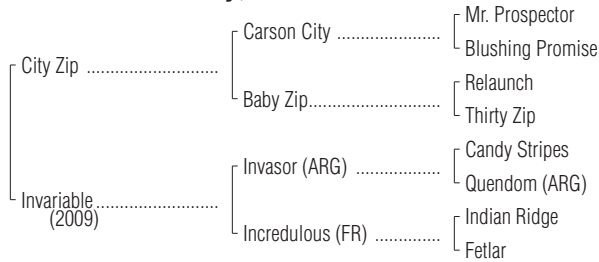 Mr. Prospector
Carson City ..................
Blushing Promise
City Zip .......................
Relaunch
Baby Zip.......................
Thirty Zip
Candy Stripes
Invasor (ARG) ................
Quendom (ARG)
Invariable .....................
(2009)
Indian Ridge
Incredulous (FR) ..............
Fetlar